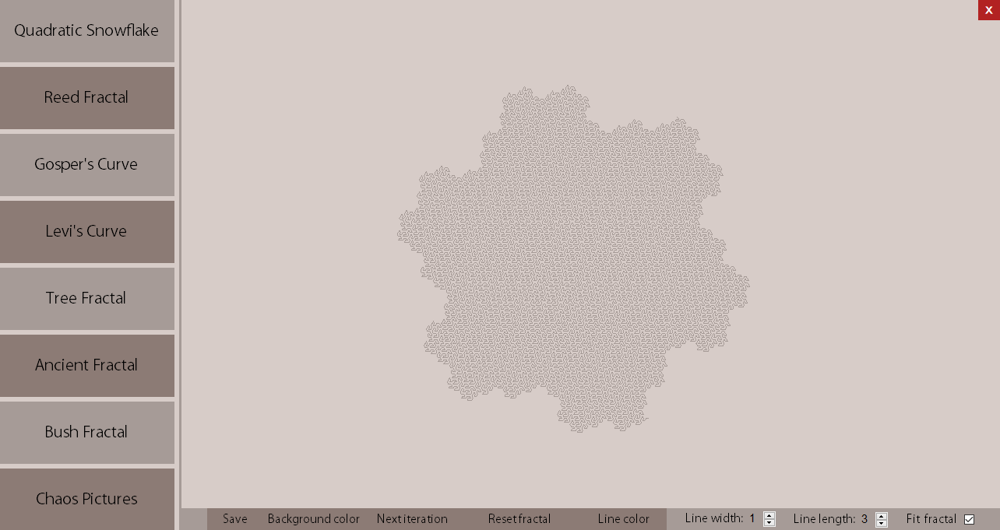 X
Quadratic Snowflake
Reed Fractal
Gosper's Curve
Levi's Curve
Tree Fractal
Ancient Fractal
Bush Fractal
Chaos Pictures
Save Background color Next iteration Reset fractal Line color Line width: 1 Line length: 3 Fit fractal